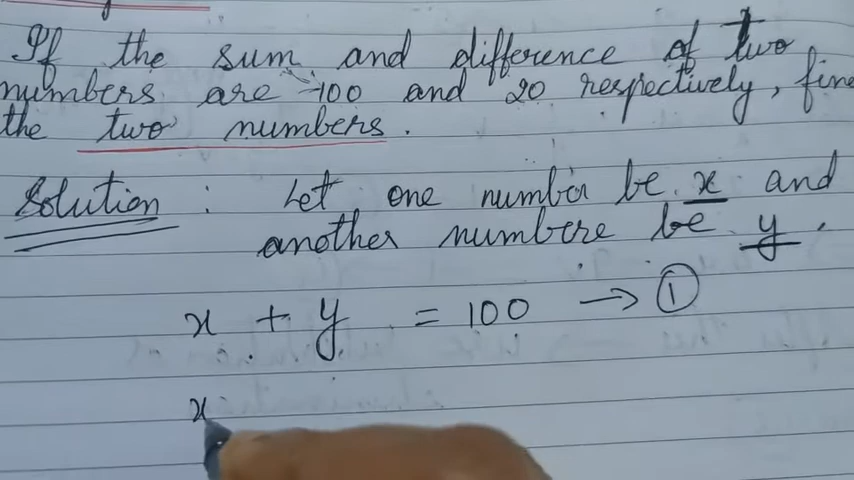 If the sum and difference of Two
numbers are 100 and 20 respectively, find
the two numbers.
Solution : Let one number be x and
another numbere be y.
x + y = 100 → ①
x